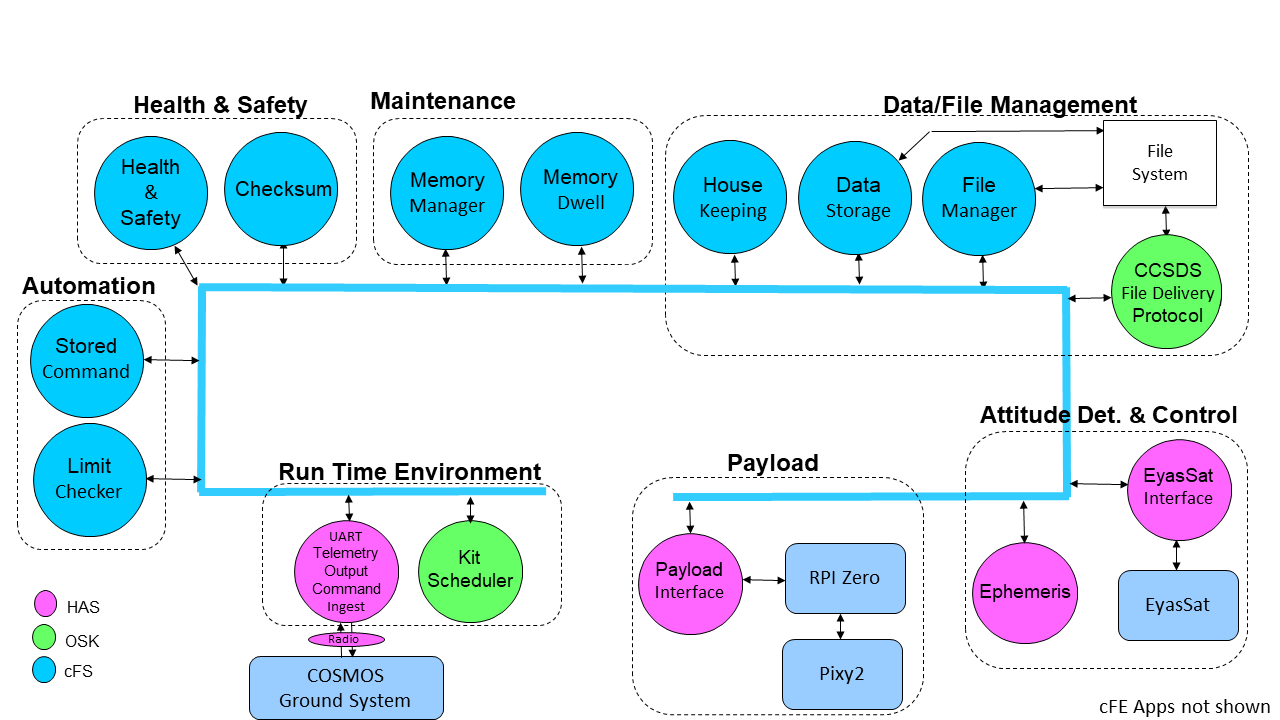 Health & Safety
Maintenance
Data/File Management
Health
&
Safety
Checksum
Memory
Manager
Memory
Dwell
House
Keeping
Data
Storage
File
Manager
File
System
CCSDS
File Delivery
Protocol
Automation
Stored
Command
Limit
Checker
Run Time Environment
UART
Telemetry
Output
Command
Ingest
Kit
Scheduler
Radio
COSMOS
Ground System
Payload
Payload
Interface
RPI Zero
Pixy2
Attitude Det. & Control
EyasSat
Interface
Ephemeris
EyasSat
HAS
OSK
cFS
cFE Apps not shown